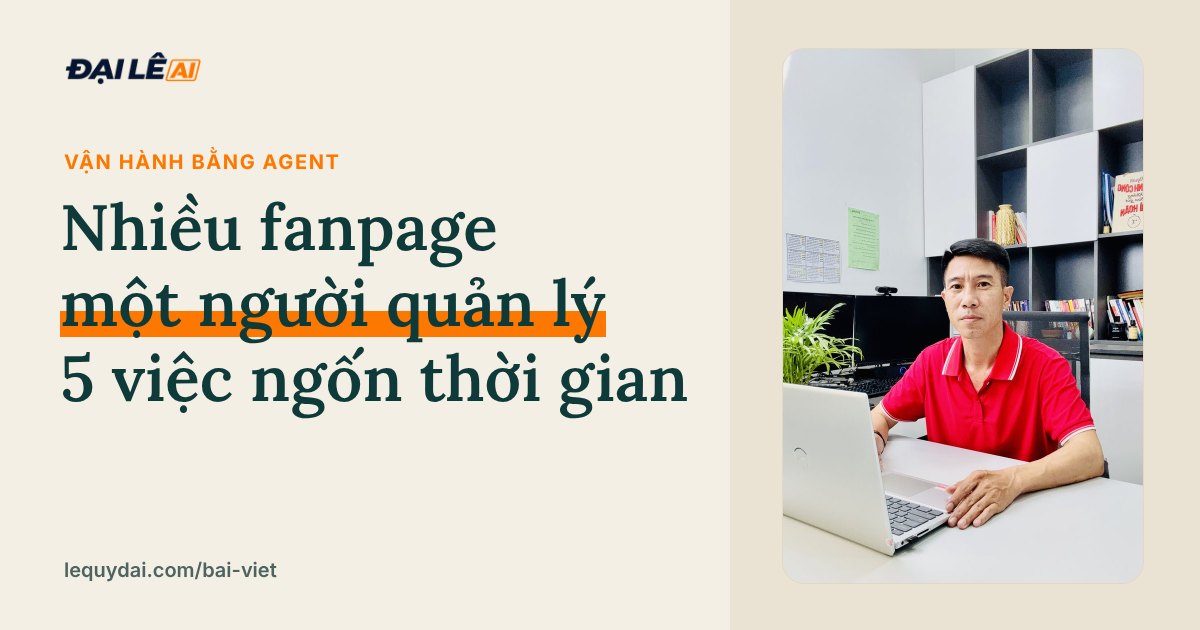 ĐẠI LÊ AI
VẬN HÀNH BẰNG AGENT
Nhiều fanpage
một người quản lý
5 việc ngốn thời gian
lequydai.com/bai-viet